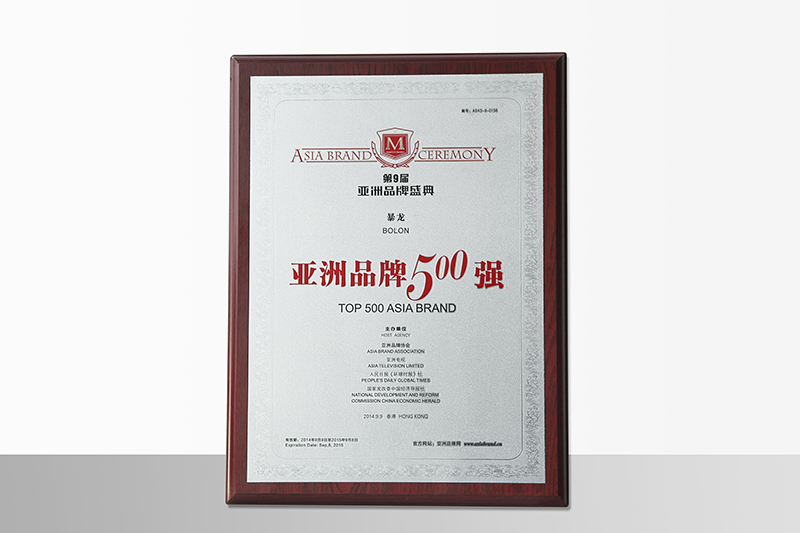 编号：ABAS-9-0156
M
ASIA BRAND CEREMONY
第9届
亚洲品牌盛典
暴龙
BOLON
亚洲品牌500强
TOP 500 ASIA BRAND
主办单位
HOST AGENCY
亚洲品牌协会
ASIA BRAND ASSOCIATION
亚洲电视
ASIA TELEVISION LIMITED
人民日报《环球时报》社
PEOPLE'S DAILY GLOBAL TIMES
国家发改委中国经济导报社
NATIONAL DEVELOPMENT AND REFORM
COMMISSION CHINA ECONOMIC HERALD
2014.9.9 香港 HONG KONG
有效期：2014年9月9日至2015年9月8日
Expiration Date: Sep,8, 2015
官方网站：亚洲品牌网 www.asiabrand.cn